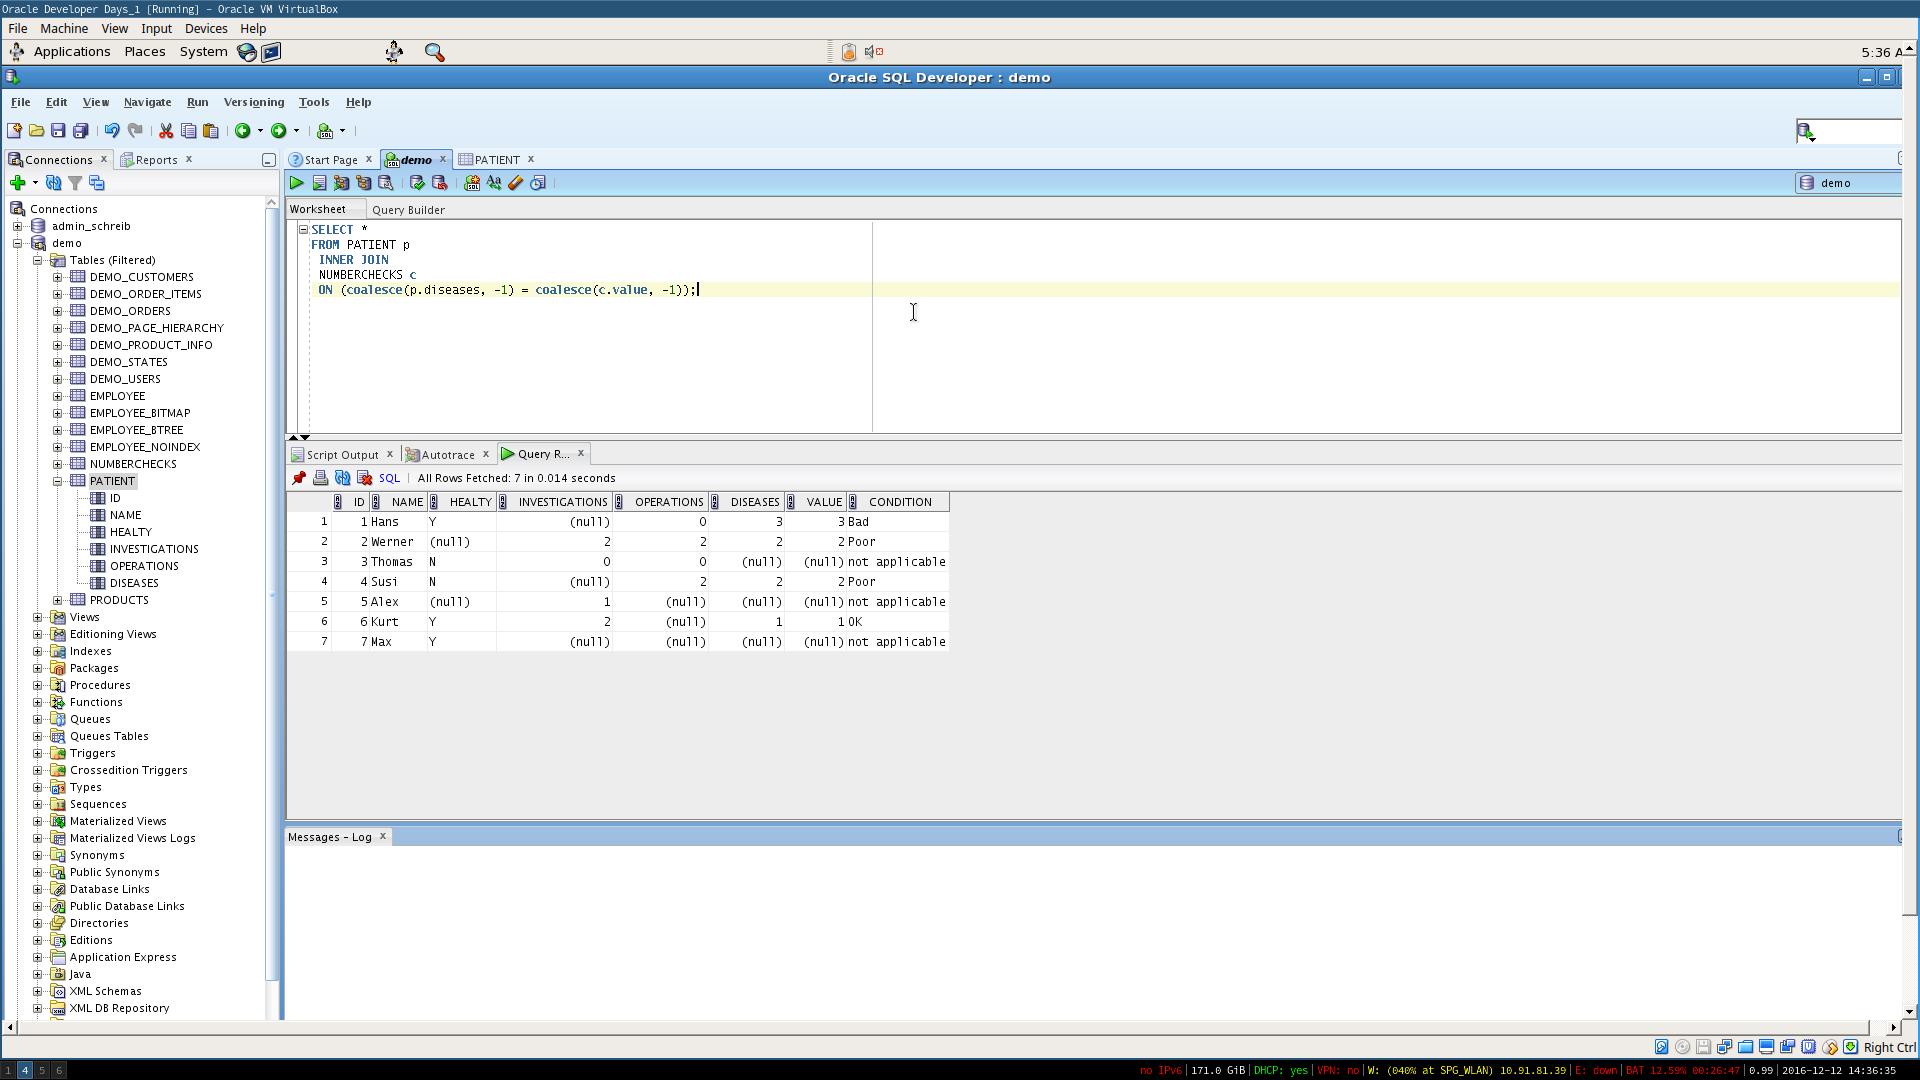 Oracle Developer Days_1 [Running] - Oracle VM VirtualBox
File Machine View Input Devices Help
Applications Places System
5:36 A
Oracle SQL Developer : demo
File Edit View Navigate Run Versioning Tools Help
Connections x Reports x
Start Page x demo x PATIENT x
demo
Worksheet Query Builder
Connections
admin_schreib
demo
Tables (Filtered)
DEMO_CUSTOMERS
DEMO_ORDER_ITEMS
DEMO_ORDERS
DEMO_PAGE_HIERARCHY
DEMO_PRODUCT_INFO
DEMO_STATES
DEMO_USERS
EMPLOYEE
EMPLOYEE_BITMAP
EMPLOYEE_BTREE
EMPLOYEE_NOINDEX
NUMBERCHECKS
PATIENT
ID
NAME
HEALTY
INVESTIGATIONS
OPERATIONS
DISEASES
PRODUCTS
Views
Editioning Views
Indexes
Packages
Procedures
Functions
Queues
Queues Tables
Triggers
Crossedition Triggers
Types
Sequences
Materialized Views
Materialized Views Logs
Synonyms
Public Synonyms
Database Links
Public Database Links
Directories
Editions
Application Express
Java
XML Schemas
XML DB Repository
SELECT *
FROM PATIENT p
INNER JOIN
NUMBERCHECKS c
ON (coalesce(p.diseases, -1) = coalesce(c.value, -1));
Script Output x Autotrace x Query R... x
SQL All Rows Fetched: 7 in 0.014 seconds
ID NAME HEALTY INVESTIGATIONS OPERATIONS DISEASES VALUE CONDITION
1 1 Hans Y (null) 0 3 3 Bad
2 2 Werner (null) 2 2 2 2 Poor
3 3 Thomas N 0 0 (null) (null) not applicable
4 4 Susi N (null) 2 2 2 Poor
5 5 Alex (null) 1 (null) (null) (null) not applicable
6 6 Kurt Y 2 (null) 1 1 OK
7 7 Max Y (null) (null) (null) (null) not applicable
Messages - Log x
Right Ctrl
1 4 5 6
no IPv6 | 171.0 GiB | DHCP: yes | VPN: no | W: (040% at SPG_WLAN) 10.91.81.39 | E: down | BAT 12.59% 00:26:47 | 0.99 | 2016-12-12 14:36:35